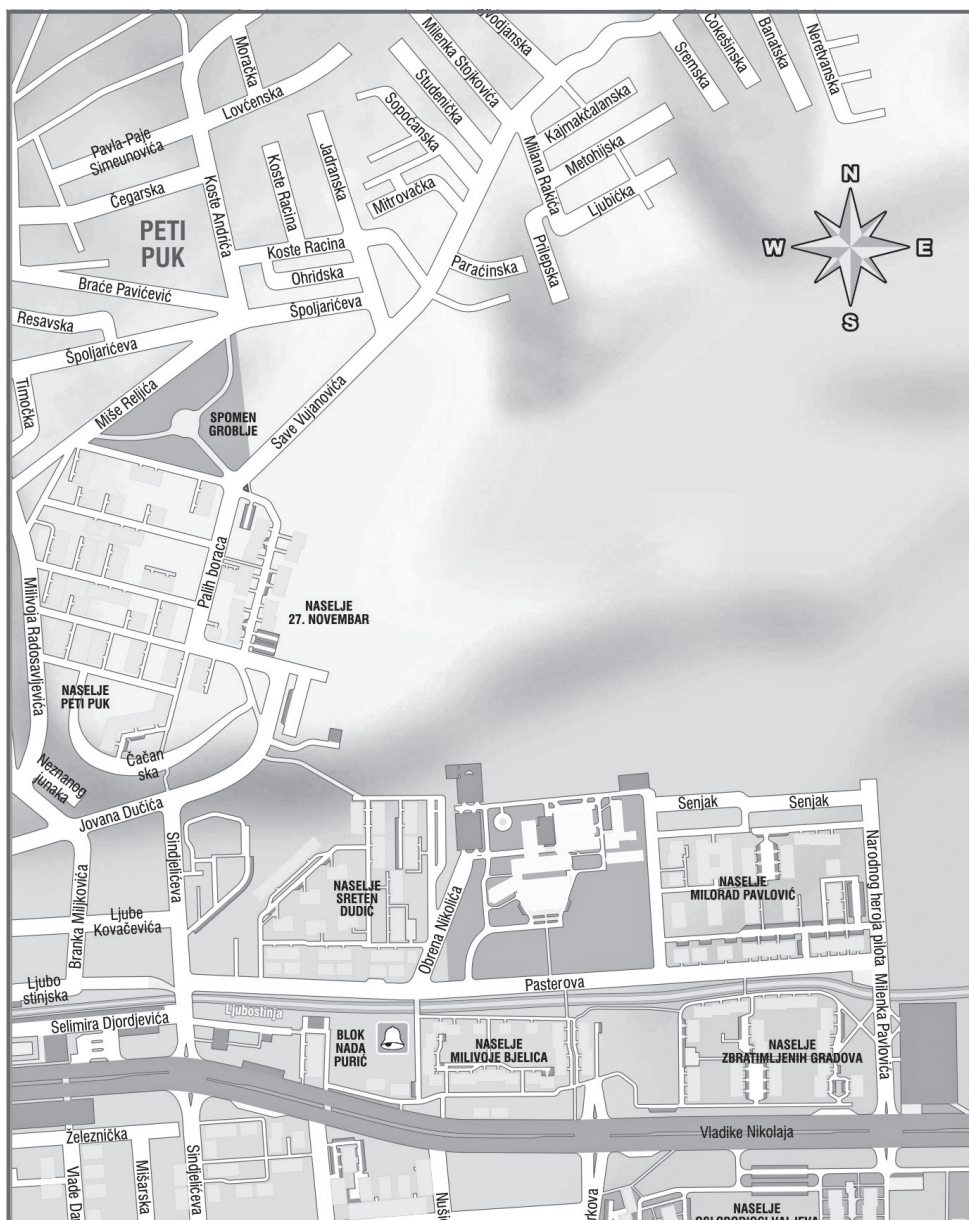 Moračka
Lovćenska
Pavla-Paje
Simeunovića
Čegarska
Koste Andrića
Koste Racina
Jadranska
Milenka Stojkovića
Studenička
Sopoćanska
Mitrovačka
Kajmakčalanska
Metohijska
Milana Rakića
Ljubićka
Prilepska
Sremska
Cokešinska
Banatska
Neretvanska
PETI
PUK
Koste Racina
Ohridska
Paraćinska
Braće Pavićević
Špoljarićeva
Resavska
Špoljarićeva
Timočka
Miše Reljića
SPOMEN
GROBLJE
Save Vujanovića
N
W
E
S
Palih boraca
NASELJE
27. NOVEMBAR
Milivoja Radosavljevića
NASELJE
PETI PUK
Čačan
ska
Neznanog
junaka
Jovana Dučića
Sindjelićeva
Branka Miljkovića
Ljube
Kovačevića
NASELJE
SRETEN
DUDIĆ
Obrena Nikolića
Senjak
Senjak
NASELJE
MILORAD PAVLOVIĆ
Narodnog heroja pilota Milenka Pavlovića
Pasterova
Ljubo
stinjska
Selimira Djordjevića
Ljubostinja
BLOK
NADA
PURIĆ
NASELJE
MILIVOJE BJELICA
NASELJE
ZBRATIMLJENIH GRADOVA
Vladike Nikolaja
Železnička
Mišarska
Sindjelićeva
NASELJE